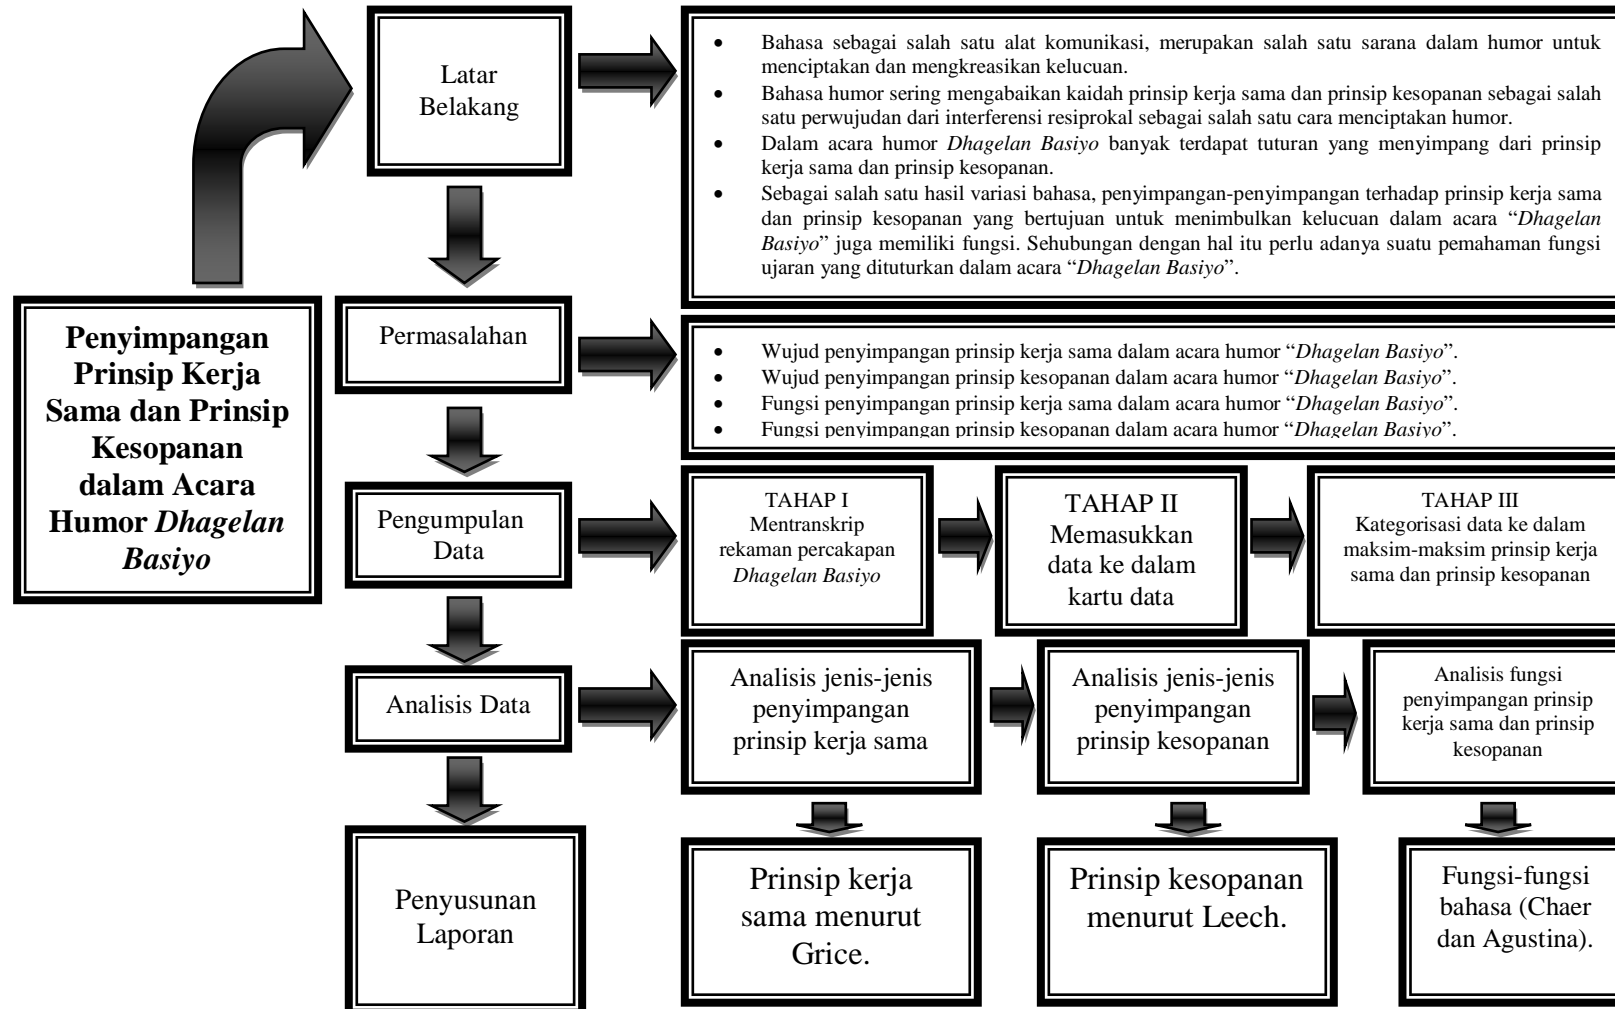 Penyimpangan
Prinsip Kerja
Sama dan Prinsip
Kesopanan
dalam Acara
Humor Dhagelan
Basiyo
Latar
Belakang
• Bahasa sebagai salah satu alat komunikasi, merupakan salah satu sarana dalam humor untuk
menciptakan dan mengkreasikan kelucuan.
• Bahasa humor sering mengabaikan kaidah prinsip kerja sama dan prinsip kesopanan sebagai salah
satu perwujudan dari interferensi resiprokal sebagai salah satu cara menciptakan humor.
• Dalam acara humor Dhagelan Basiyo banyak terdapat tuturan yang menyimpang dari prinsip
kerja sama dan prinsip kesopanan.
• Sebagai salah satu hasil variasi bahasa, penyimpangan-penyimpangan terhadap prinsip kerja sama
dan prinsip kesopanan yang bertujuan untuk menimbulkan kelucuan dalam acara “Dhagelan
Basiyo” juga memiliki fungsi. Sehubungan dengan hal itu perlu adanya suatu pemahaman fungsi
ujaran yang dituturkan dalam acara “Dhagelan Basiyo”.
Permasalahan
• Wujud penyimpangan prinsip kerja sama dalam acara humor “Dhagelan Basiyo”.
• Wujud penyimpangan prinsip kesopanan dalam acara humor “Dhagelan Basiyo”.
• Fungsi penyimpangan prinsip kerja sama dalam acara humor “Dhagelan Basiyo”.
• Fungsi penyimpangan prinsip kesopanan dalam acara humor “Dhagelan Basiyo”.
Pengumpulan
Data
TAHAP I
Mentranskrip
rekaman percakapan
Dhagelan Basiyo
TAHAP II
Memasukkan
data ke dalam
kartu data
TAHAP III
Kategorisasi data ke dalam
maksim-maksim prinsip kerja
sama dan prinsip kesopanan
Analisis Data
Analisis jenis-jenis
penyimpangan
prinsip kerja sama
Analisis jenis-jenis
penyimpangan
prinsip kesopanan
Analisis fungsi
penyimpangan prinsip
kerja sama dan prinsip
kesopanan
Penyusunan
Laporan
Prinsip kerja
sama menurut
Grice.
Prinsip kesopanan
menurut Leech.
Fungsi-fungsi
bahasa (Chaer
dan Agustina).